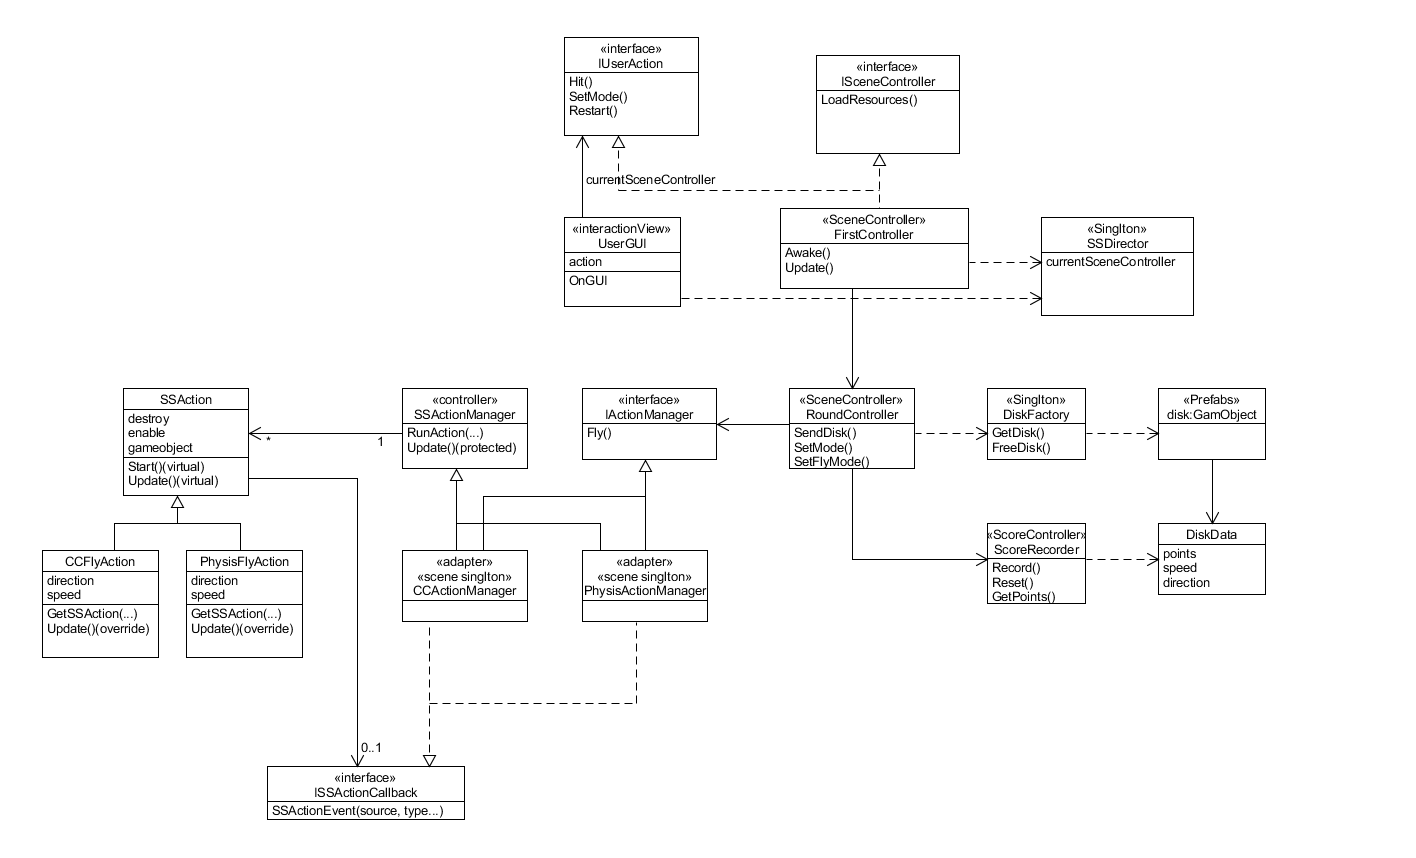 «interface»
IUserAction
Hit()
SetMode()
Restart()
«interface»
ISceneController
LoadResources()
currentSceneController
«interactionView»
UserGUI
action
OnGUI
«SceneController»
FirstController
Awake()
Update()
«Singlton»
SSDirector
currentSceneController
SSAction
destroy
enable
gameobject
Start()(virtual)
Update()(virtual)
*
1
«controller»
SSActionManager
RunAction(...)
Update()(protected)
«interface»
IActionManager
Fly()
«SceneController»
RoundController
SendDisk()
SetMode()
SetFlyMode()
«Singlton»
DiskFactory
GetDisk()
FreeDisk()
«Prefabs»
disk:GamObject
CCFlyAction
direction
speed
GetSSAction(...)
Update()(override)
PhysisFlyAction
direction
speed
GetSSAction(...)
Update()(override)
«adapter»
«scene singlton»
CCActionManager
«adapter»
«scene singlton»
PhysisActionManager
«ScoreController»
ScoreRecorder
Record()
Reset()
GetPoints()
DiskData
points
speed
direction
0..1
«interface»
ISSActionCallback
SSActionEvent(source, type...)